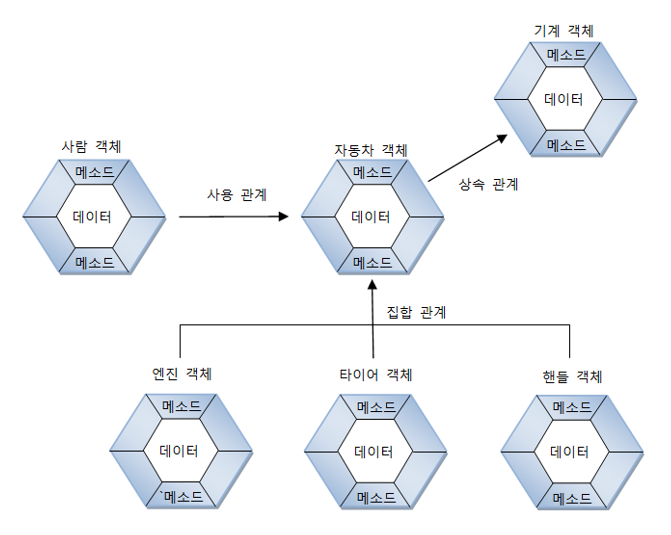 기계 객체
메소드
데이터
메소드
사람 객체
메소드
데이터
메소드
사용 관계
자동차 객체
메소드
데이터
메소드
상속 관계
집합 관계
엔진 객체
메소드
데이터
`메소드
타이어 객체
메소드
데이터
메소드
핸들 객체
메소드
데이터
메소드